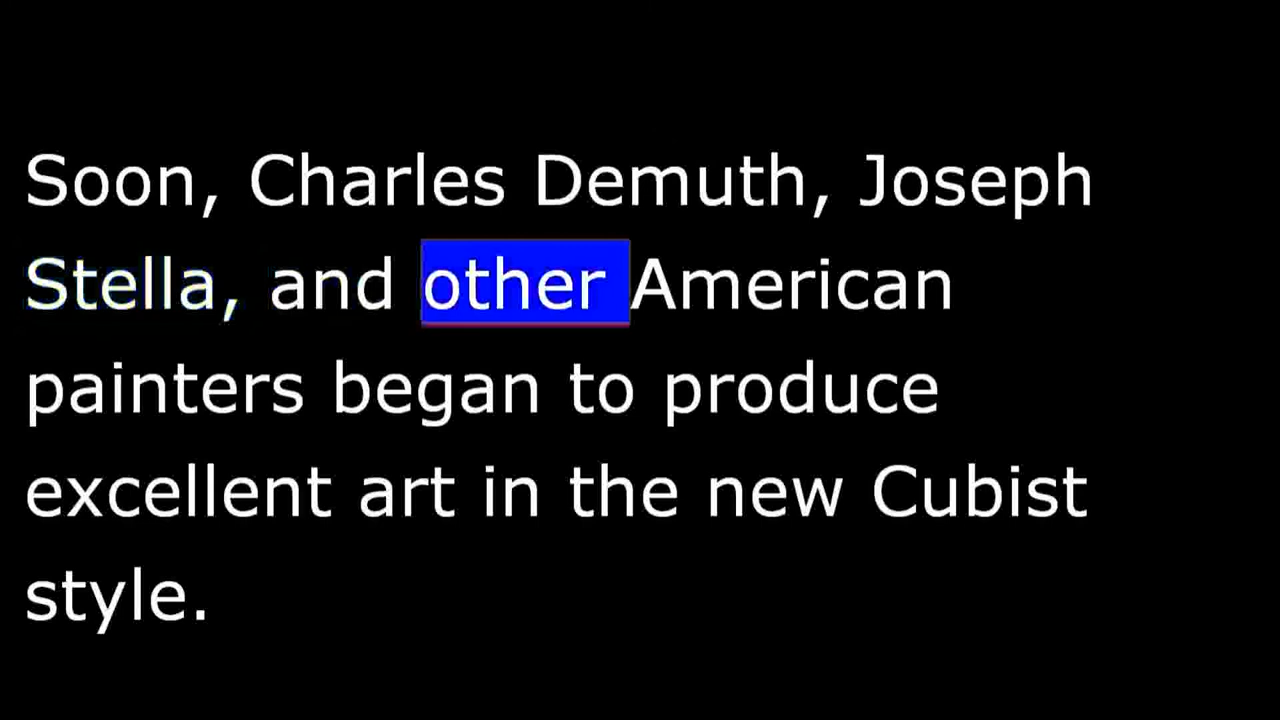 Soon, Charles Demuth, Joseph
Stella, and other American
painters began to produce
excellent art in the new Cubist
style.